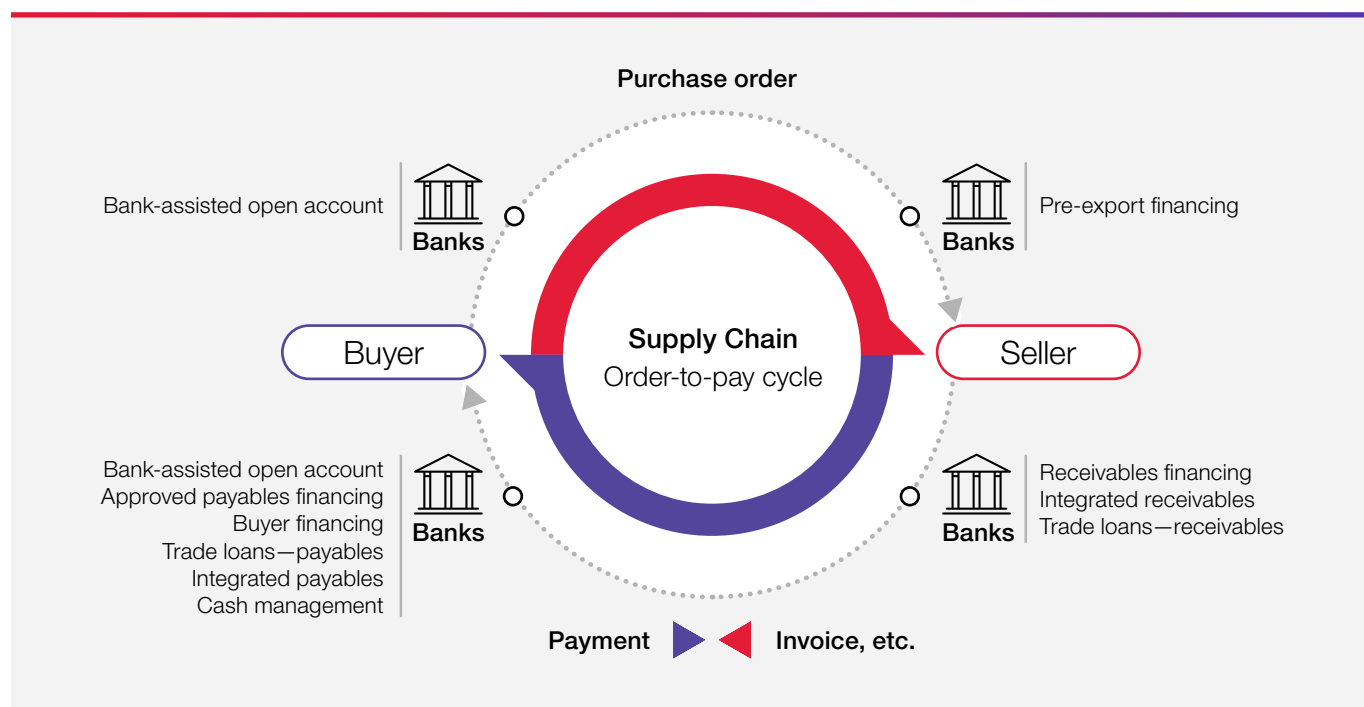 Purchase order
Bank-assisted open account
Banks
Banks
Pre-export financing
Buyer
Supply Chain
Order-to-pay cycle
Seller
Bank-assisted open account
Approved payables financing
Buyer financing
Trade loans—payables
Integrated payables
Cash management
Banks
Banks
Receivables financing
Integrated receivables
Trade loans—receivables
Payment
Invoice, etc.